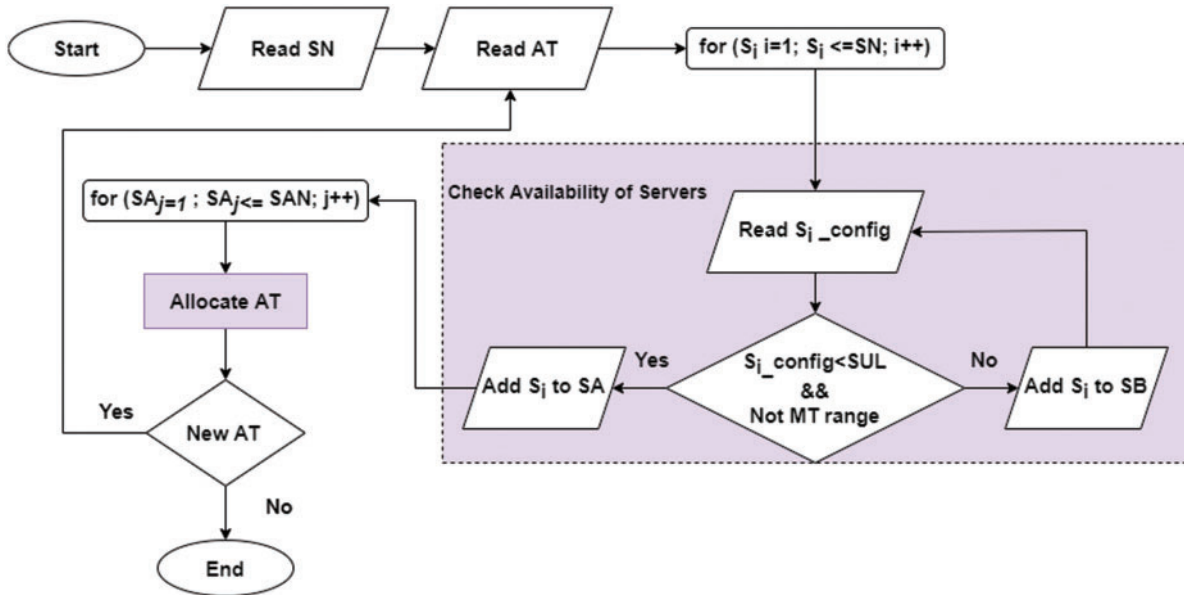 Start
Read SN
Read AT
for (Si i=1; Si <=SN; i++)
Check Availability of Servers
Read Si _config
Si_config<SUL
&&
Not MT range
Yes
No
Add Si to SA
Add Si to SB
for (SAj=1 ; SAj<= SAN; j++)
Allocate AT
New AT
Yes
No
End